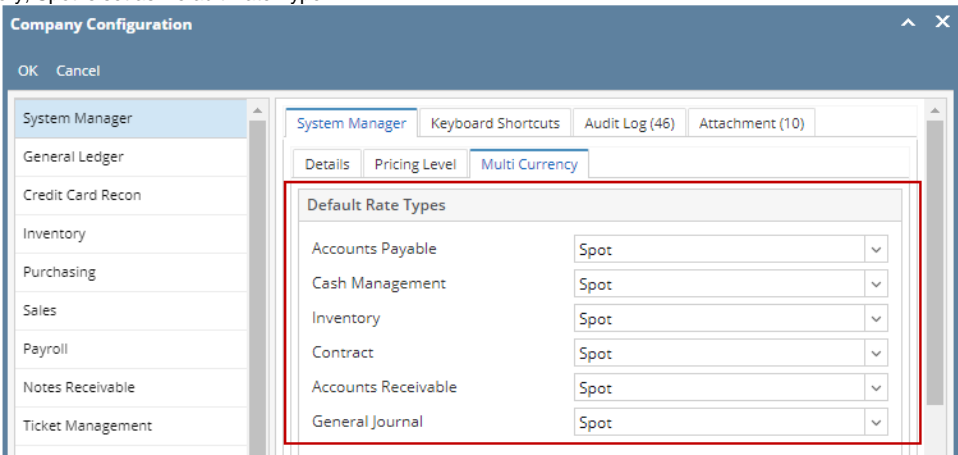 Company Configuration
OK Cancel
System Manager
General Ledger
Credit Card Recon
Inventory
Purchasing
Sales
Payroll
Notes Receivable
Ticket Management
System Manager Keyboard Shortcuts Audit Log (46) Attachment (10)
Details Pricing Level Multi Currency
Default Rate Types
Accounts Payable Spot
Cash Management Spot
Inventory Spot
Contract Spot
Accounts Receivable Spot
General Journal Spot